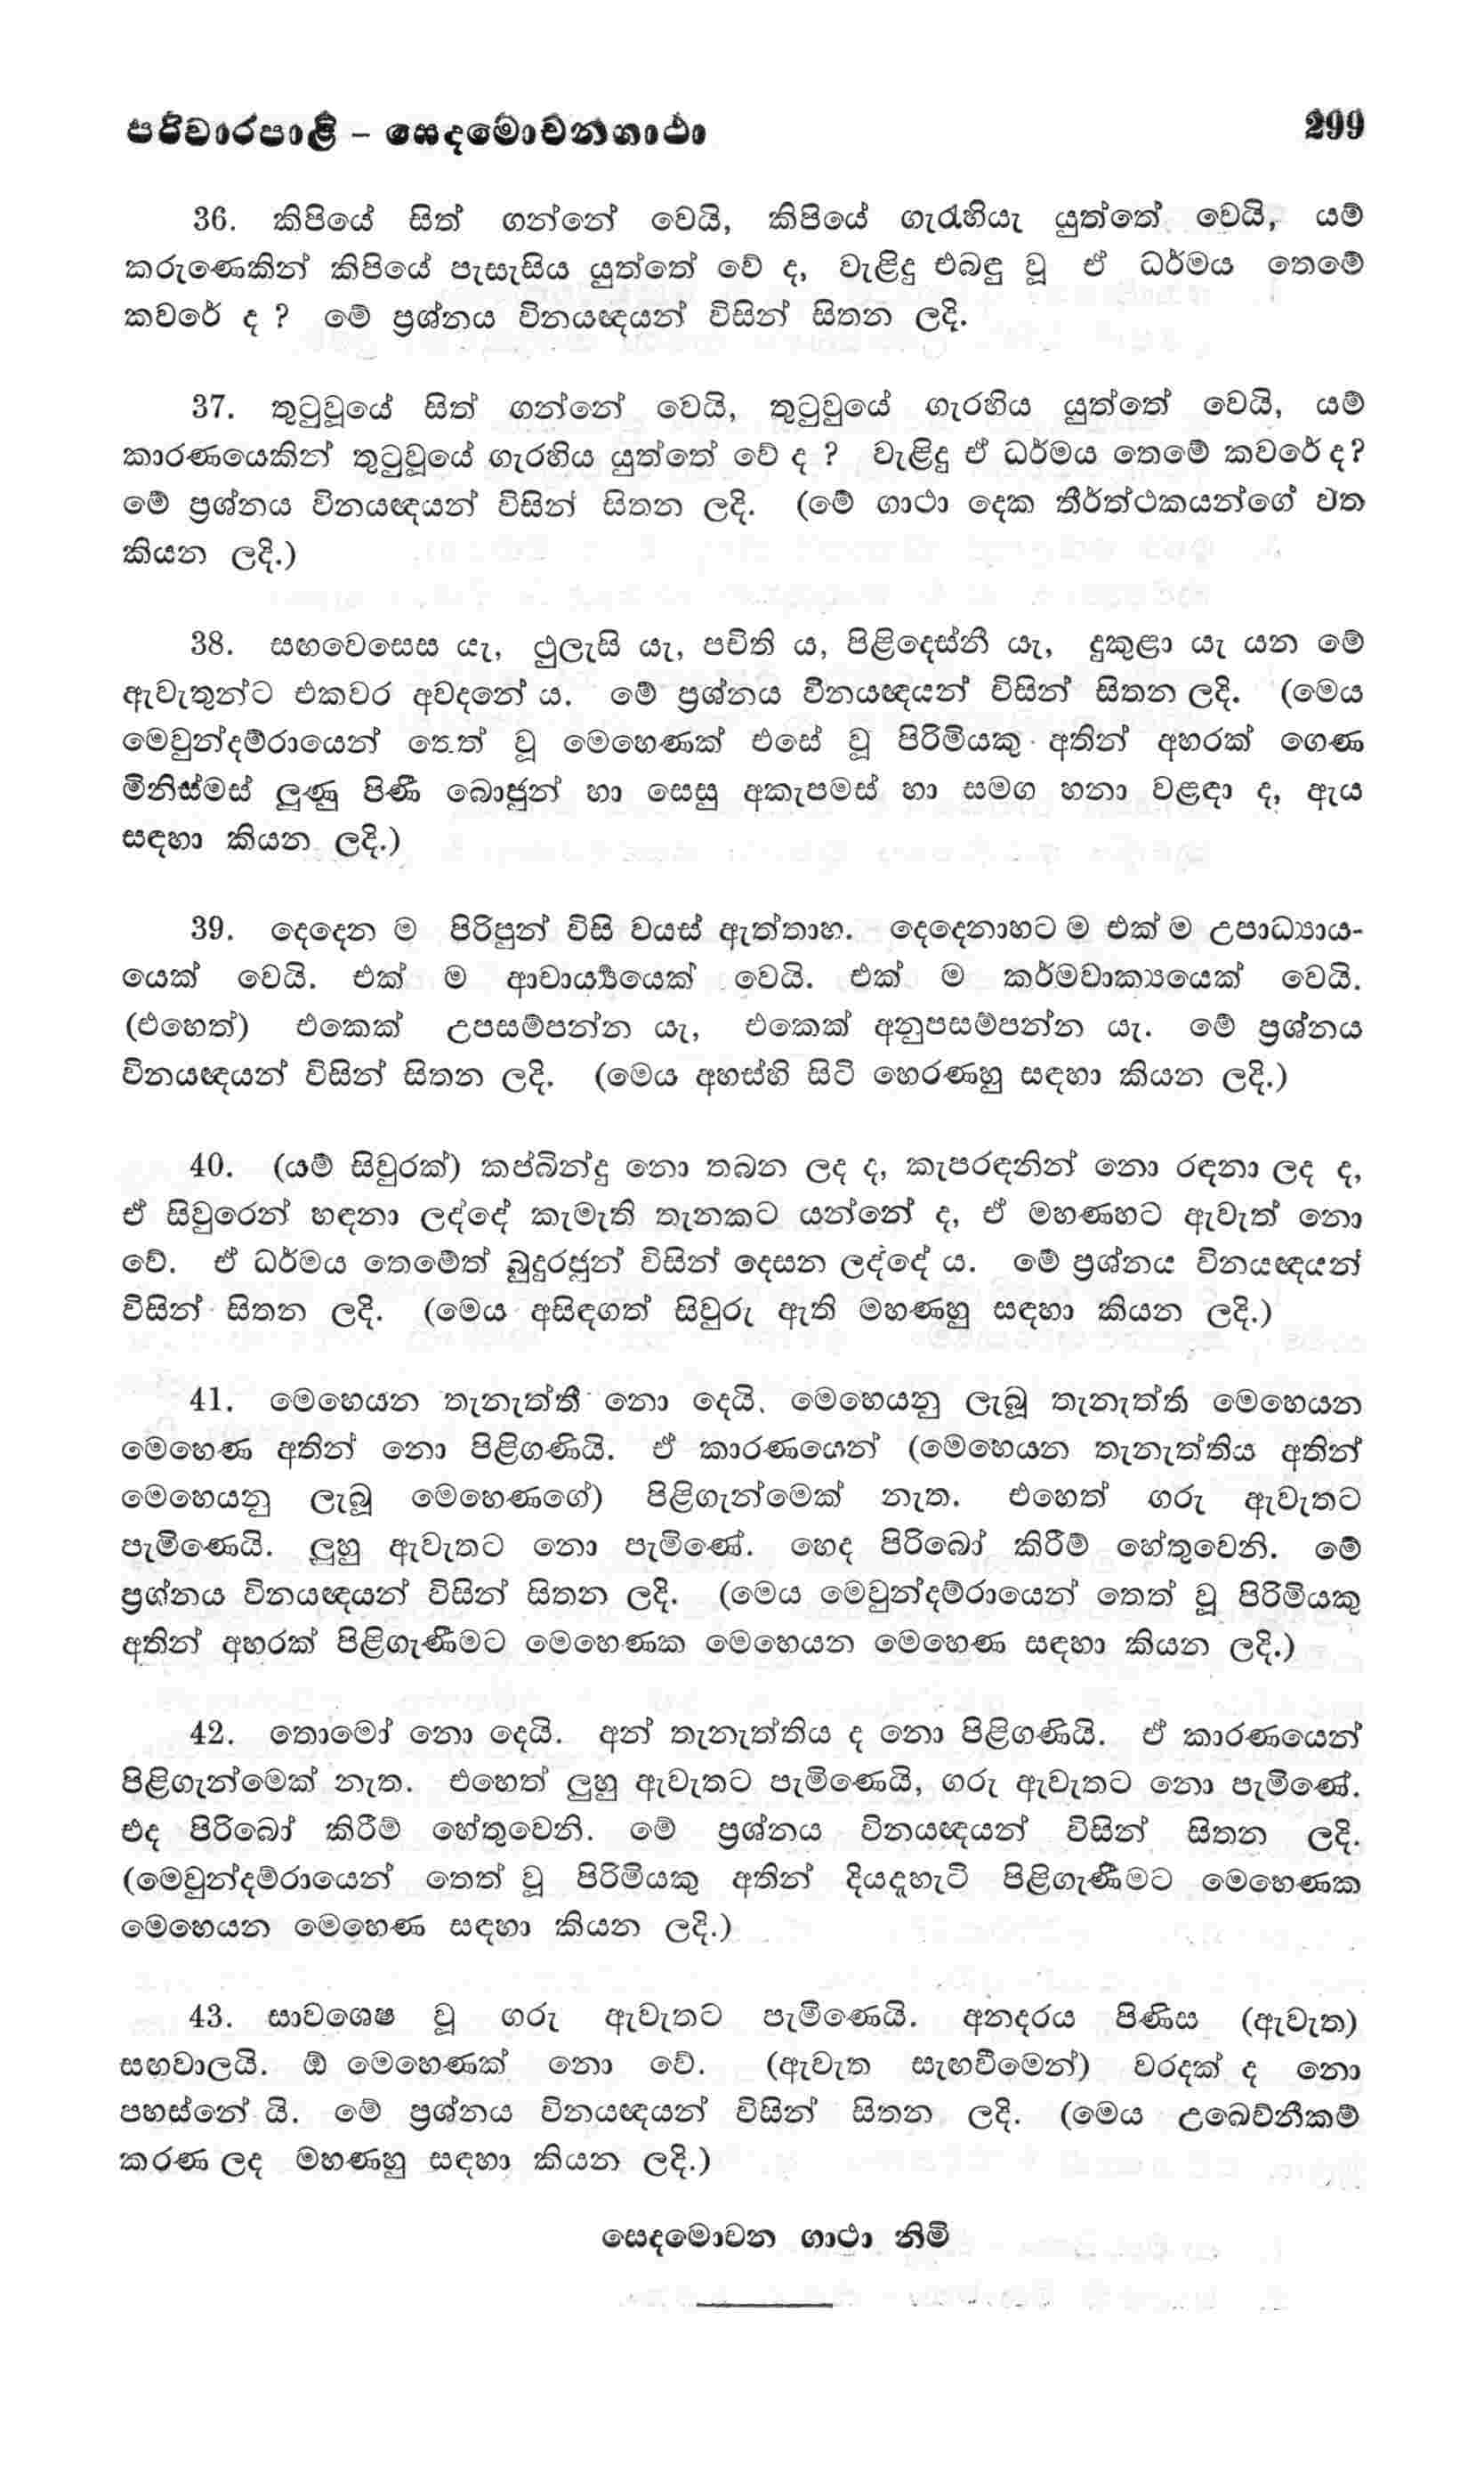 පරිවාරපාළි – සෙදමොචනගාථා 299
36. කිපියේ සිත් ගන්නේ වෙයි, කිපියේ ගැරැහියැ යුත්තේ වෙයි, යම්
කරුණෙකින් කිපියේ පැසැසිය යුත්තේ වේ ද, වැළිදු එබඳු වූ ඒ ධර්මය තෙමේ
කවරේ ද ? මේ ප්‍රශ්නය විනයඥයන් විසින් සිතන ලදි.
37. තුටුවූයේ සිත් ගන්නේ වෙයි, තුටුවුයේ ගැරහිය යුත්තේ වෙයි, යම්
කාරණයෙකින් තුටුවූයේ ගැරහිය යුත්තේ වේ ද ? වැළිදු ඒ ධර්මය තෙමේ කවරේ ද?
මේ ප්‍රශ්නය විනයඥයන් විසින් සිතන ලදි. (මේ ගාථා දෙක තීර්ත්ථකයන්ගේ වත
කියන ලදි.)
38. සඟවෙසෙස යැ, ථුලැසි යැ, පචිති ය, පිළිදෙස්නී යැ, දුකුළා යැ යන මේ
ඇවැතුන්ට එකවර අවදනේ ය. මේ ප්‍රශ්නය විනයඥයන් විසින් සිතන ලදි. (මෙය
මෙවුන්දම්රායෙන් තෙත් වූ මෙහෙණක් එසේ වූ පිරිමියකු අතින් අහරක් ගෙණ
මිනිස්මස් ලුණු පිණී බොජුන් හා සෙසු අකැපමස් හා සමග හනා වළඳා ද, ඇය
සඳහා කියන ලදි.)
39. දෙදෙන ම පිරිපුන් විසි වයස් ඇත්තාහ. දෙදෙනාහට ම එක් ම උපාධ්‍යාය-
යෙක් වෙයි. එක් ම ආචාර්‍ය්‍යයෙක් වෙයි. එක් ම කර්මවාක්‍යයෙක් වෙයි.
(එහෙත්) එකෙක් උපසම්පන්න යැ, එකෙක් අනුපසම්පන්න යැ. මේ ප්‍රශ්නය
විනයඥයන් විසින් සිතන ලදි. (මෙය අහස්හි සිටි හෙරණහු සඳහා කියන ලදි.)
40. (යම් සිවුරක්) කප්බින්දු නො තබන ලද ද, කැපරඳනින් නො රඳනා ලද ද,
ඒ සිවුරෙන් හඳනා ලද්දේ කැමැති තැනකට යන්නේ ද, ඒ මහණහට ඇවැත් නො
වේ. ඒ ධර්මය තෙමේත් බුදුරජුන් විසින් දෙසන ලද්දේ ය. මේ ප්‍රශ්නය විනයඥයන්
විසින් සිතන ලදි. (මෙය අසිඳගත් සිවුරු ඇති මහණහු සඳහා කියන ලදි.)
41. මෙහෙයන තැනැත්තී නො දෙයි. මෙහෙයනු ලැබූ තැනැත්තී මෙහෙයන
මෙහෙණ අතින් නො පිළිගණියි. ඒ කාරණයෙන් (මෙහෙයන තැනැත්තිය අතින්
මෙහෙයනු ලැබූ මෙහෙණගේ) පිළිගැන්මෙක් නැත. එහෙත් ගරු ඇවැතට
පැමිණෙයි. ලුහු ඇවැතට නො පැමිණේ. හෙද පිරිබෝ කිරීම් හේතුවෙනි. මේ
ප්‍රශ්නය විනයඥයන් විසින් සිතන ලදි. (මෙය මෙවුන්දම්රායෙන් තෙත් වූ පිරිමියකු
අතින් අහරක් පිළිගැණීමට මෙහෙණක මෙහෙයන මෙහෙණ සඳහා කියන ලදි.)
42. තොමෝ නො දෙයි. අන් තැනැත්තිය ද නො පිළිගණියි. ඒ කාරණයෙන්
පිළිගැන්මෙක් නැත. එහෙත් ලුහු ඇවැතට පැමිණෙයි, ගරු ඇවැතට නො පැමිණේ.
එද පිරිබෝ කිරීම් හේතුවෙනි. මේ ප්‍රශ්නය විනයඥයන් විසින් සිතන ලදි.
(මෙවුන්දම්රායෙන් තෙත් වූ පිරිමියකු අතින් දියදැහැටි පිළිගැණීමට මෙහෙණක
මෙහෙයන මෙහෙණ සඳහා කියන ලදි.)
43. සාවශෙෂ වූ ගරු ඇවැතට පැමිණෙයි. අනදරය පිණිස (ඇවැත)
සඟවාලයි. ඕ මෙහෙණක් නො වේ. (ඇවැත සැඟවීමෙන්) වරදක් ද නො
පහස්නේ යි. මේ ප්‍රශ්නය විනයඥයන් විසින් සිතන ලදි. (මෙය උඛෙව්නීකම්
කරණ ලද මහණහු සඳහා කියන ලදි.)
සෙදමොචන ගාථා නිමි